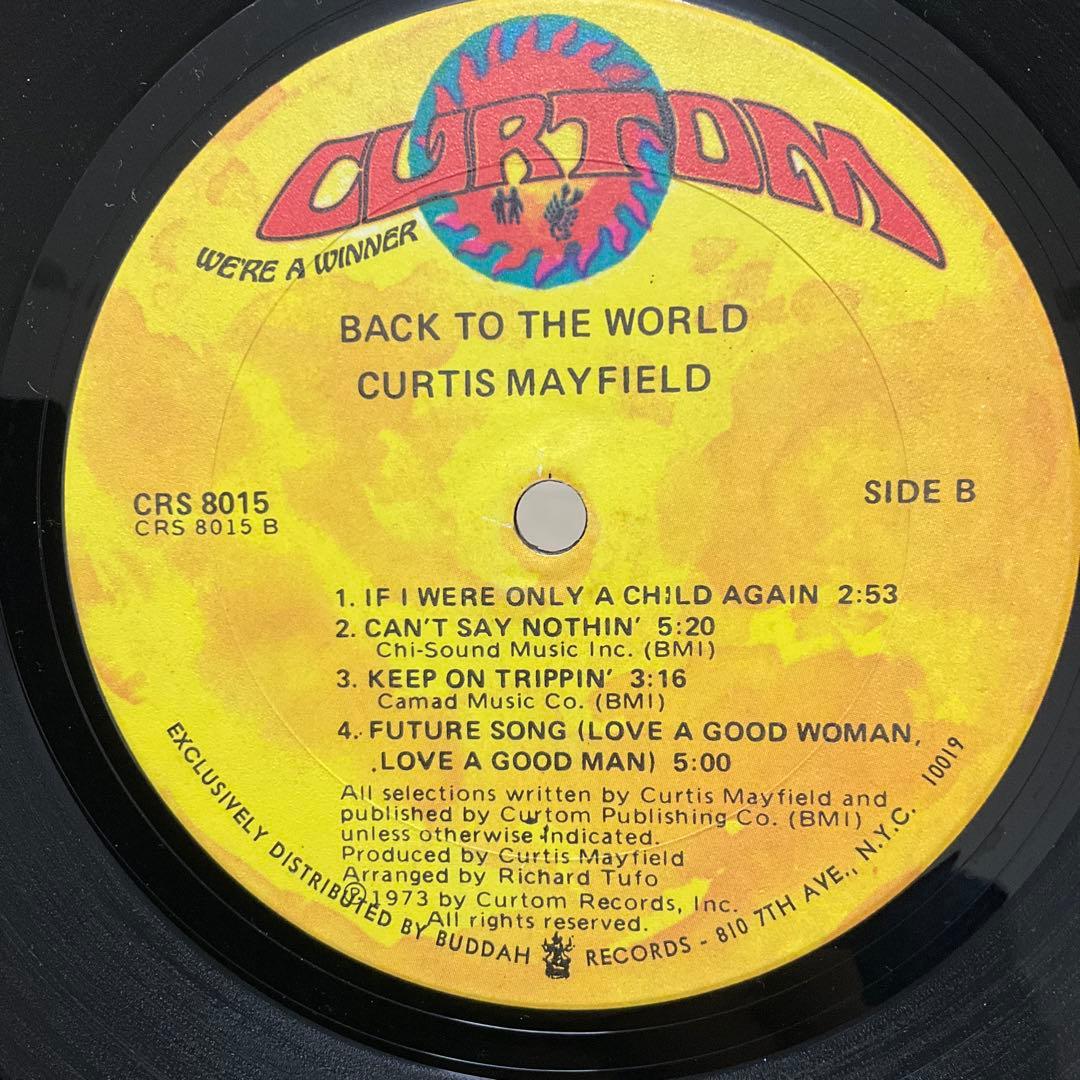 CURTOM
WE'RE A WINNER
BACK TO THE WORLD
CURTIS MAYFIELD
CRS 8015
CRS 8015 B
SIDE B
1. IF I WERE ONLY A CHILD AGAIN 2:53
2. CAN'T SAY NOTHIN' 5:20
Chi-Sound Music Inc. (BMI)
3. KEEP ON TRIPPIN' 3:16
Camad Music Co. (BMI)
4. FUTURE SONG (LOVE A GOOD WOMAN,
LOVE A GOOD MAN) 5:00
All selections written by Curtis Mayfield and
published by Curtom Publishing Co. (BMI)
unless otherwise indicated.
Produced by Curtis Mayfield
Arranged by Richard Tufo
℗1973 by Curtom Records, Inc.
All rights reserved.
EXCLUSIVELY DISTRIBUTED BY BUDDAH RECORDS - 810 7TH AVE., N.Y.C. 10019